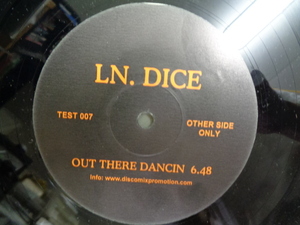 LN. DICE
TEST 007
OTHER SIDE
ONLY
OUT THERE DANCIN 6.48
Info: www.discomixpromotion.com